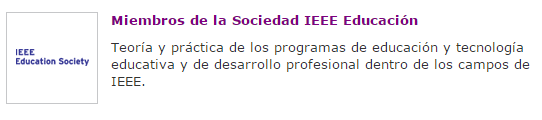 Miembros de la Sociedad IEEE Educación
IEEE
Education Society
Teoría y práctica de los programas de educación y tecnología
educativa y de desarrollo profesional dentro de los campos de
IEEE.